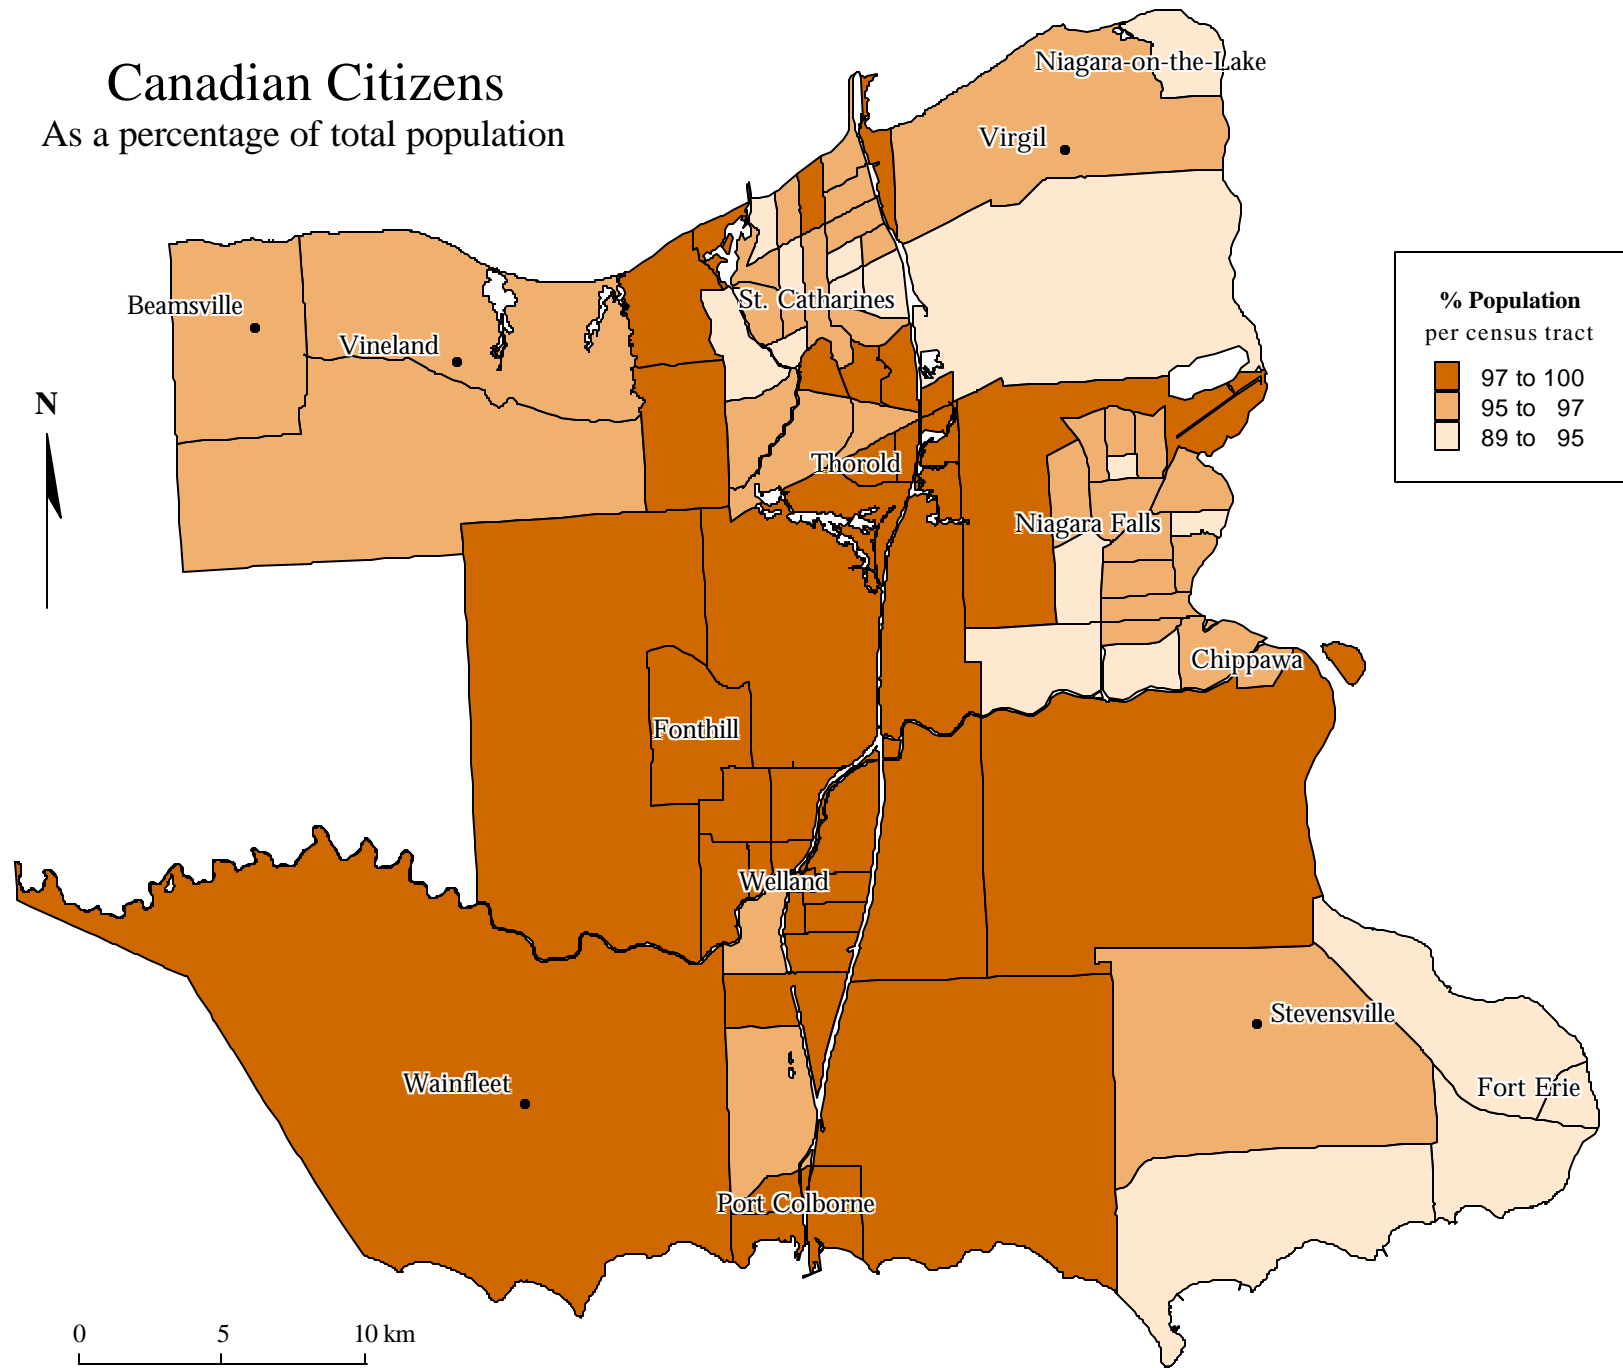 Canadian Citizens
As a percentage of total population
Niagara-on-the-Lake
Virgil
Beamsville
Vineland
St. Catharines
% Population
per census tract
97 to 100
95 to 97
89 to 95
N
Thorold
Niagara Falls
Chippawa
Fonthill
Welland
Stevensville
Wainfleet
Fort Erie
Port Colborne
0 5 10 km